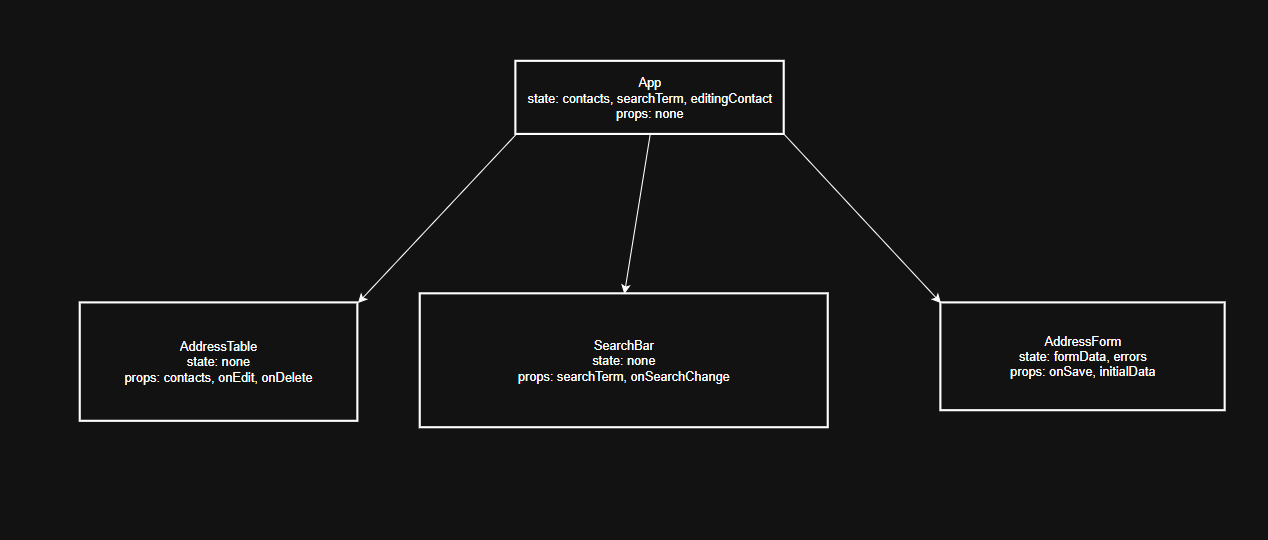 App
state: contacts, searchTerm, editingContact
props: none
AddressTable
state: none
props: contacts, onEdit, onDelete
SearchBar
state: none
props: searchTerm, onSearchChange
AddressForm
state: formData, errors
props: onSave, initialData